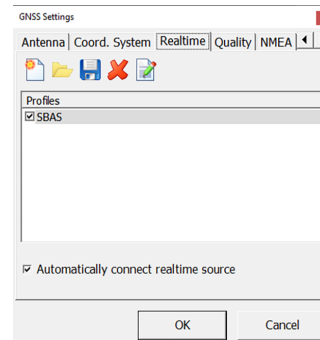 GNSS Settings
Antenna Coord. System Realtime Quality NMEA
Profiles
SBAS
Automatically connect realtime source
OK Cancel